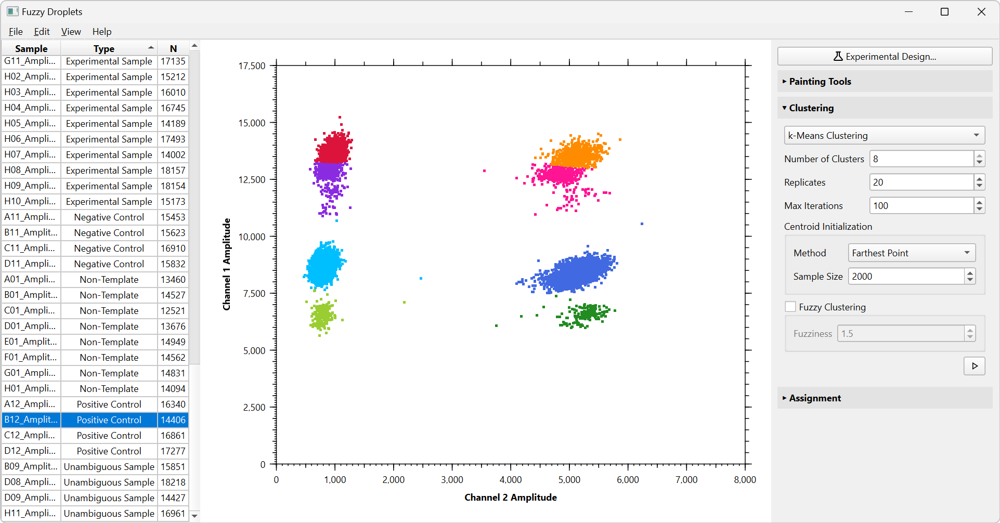 Fuzzy Droplets
File Edit View Help
Sample Type N
G11_Ampli... Experimental Sample 17135
H02_Ampli... Experimental Sample 15212
H03_Ampli... Experimental Sample 16010
H04_Ampli... Experimental Sample 16745
H05_Ampli... Experimental Sample 14189
H06_Ampli... Experimental Sample 17493
H07_Ampli... Experimental Sample 14002
H08_Ampli... Experimental Sample 18157
H09_Ampli... Experimental Sample 18154
H10_Ampli... Experimental Sample 15173
A11_Ampli... Negative Control 15453
B11_Amplit... Negative Control 15623
C11_Ampli... Negative Control 16910
D11_Ampli... Negative Control 15832
A01_Ampli... Non-Template 13460
B01_Amplit... Non-Template 14527
C01_Ampli... Non-Template 12521
D01_Ampli... Non-Template 13676
E01_Amplit... Non-Template 14949
F01_Amplit... Non-Template 14562
G01_Ampli... Non-Template 14831
H01_Ampli... Non-Template 14094
A12_Ampli... Positive Control 16340
B12_Amplit... Positive Control 14406
C12_Ampli... Positive Control 16861
D12_Ampli... Positive Control 17277
B09_Amplit... Unambiguous Sample 15851
D08_Ampli... Unambiguous Sample 18218
D09_Ampli... Unambiguous Sample 14427
H11_Ampli... Unambiguous Sample 16961
Channel 1 Amplitude
17,500
15,000
12,500
10,000
7,500
5,000
2,500
0
0 1,000 2,000 3,000 4,000 5,000 6,000 7,000 8,000
Channel 2 Amplitude
Experimental Design...
Painting Tools
Clustering
k-Means Clustering
Number of Clusters 8
Replicates 20
Max Iterations 100
Centroid Initialization
Method Farthest Point
Sample Size 2000
Fuzzy Clustering
Fuzziness 1.5
Assignment